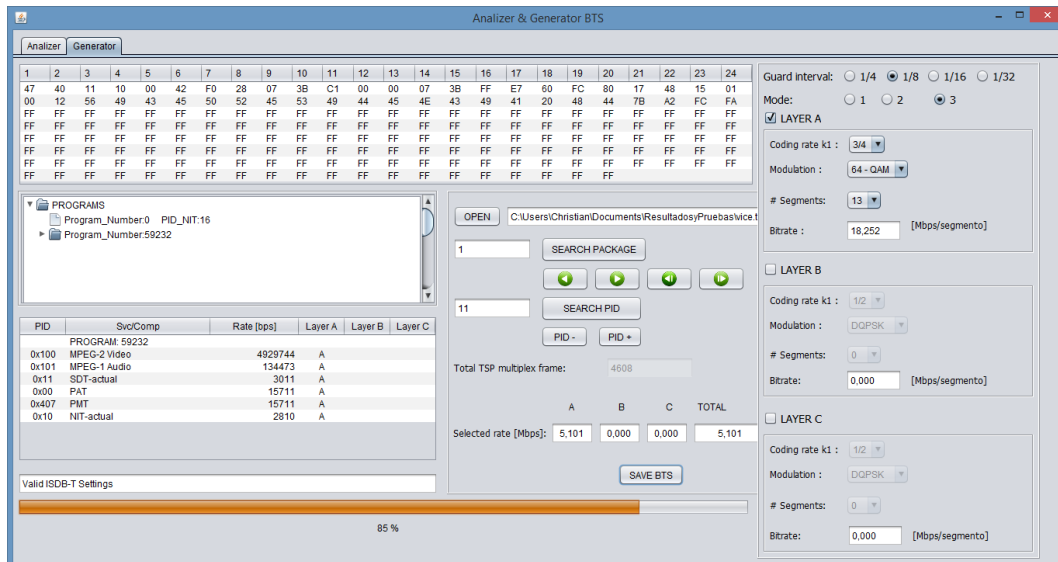 Analizer & Generator BTS
Analizer Generator
1 2 3 4 5 6 7 8 9 10 11 12 13 14 15 16 17 18 19 20 21 22 23 24
47 40 11 10 00 42 F0 28 07 3B C1 00 00 07 3B FF E7 60 FC 80 17 48 15 01
00 12 56 49 43 45 50 52 45 53 49 44 45 4E 43 49 41 20 48 44 7B A2 FC FA
FF FF FF FF FF FF FF FF FF FF FF FF FF FF FF FF FF FF FF FF FF FF FF FF
FF FF FF FF FF FF FF FF FF FF FF FF FF FF FF FF FF FF FF FF FF FF FF FF
FF FF FF FF FF FF FF FF FF FF FF FF FF FF FF FF FF FF FF FF FF FF FF FF
FF FF FF FF FF FF FF FF FF FF FF FF FF FF FF FF FF FF FF FF FF FF FF FF
FF FF FF FF FF FF FF FF FF FF FF FF FF FF FF FF FF FF FF FF FF FF FF FF
FF FF FF FF FF FF FF FF FF FF FF FF FF FF FF FF FF FF FF FF
PROGRAMS
Program_Number:0 PID_NIT:16
Program_Number:59232
PID Svc/Comp Rate [bps] Layer A Layer B Layer C
PROGRAM: 59232
0x100 MPEG-2 Video 4929744 A
0x101 MPEG-1 Audio 134473 A
0x11 SDT-actual 3011 A
0x00 PAT 15711 A
0x407 PMT 15711 A
0x10 NIT-actual 2810 A
Valid ISDB-T Settings
85 %
OPEN C:\Users\Christian\Documents\ResultadosyPruebas\vice.t
1 SEARCH PACKAGE
11 SEARCH PID
PID - PID +
Total TSP multiplex frame: 4608
A B C TOTAL
Selected rate [Mbps]: 5,101 0,000 0,000 5,101
SAVE BTS
Guard interval: 1/4 1/8 1/16 1/32
Mode: 1 2 3
LAYER A
Coding rate k1 : 3/4
Modulation : 64 - QAM
# Segments: 13
Bitrate : 18,252 [Mbps/segmento]
LAYER B
Coding rate k1 : 1/2
Modulation : DQPSK
# Segments: 0
Bitrate: 0,000 [Mbps/segmento]
LAYER C
Coding rate k1 : 1/2
Modulation : DQPSK
# Segments: 0
Bitrate: 0,000 [Mbps/segmento]